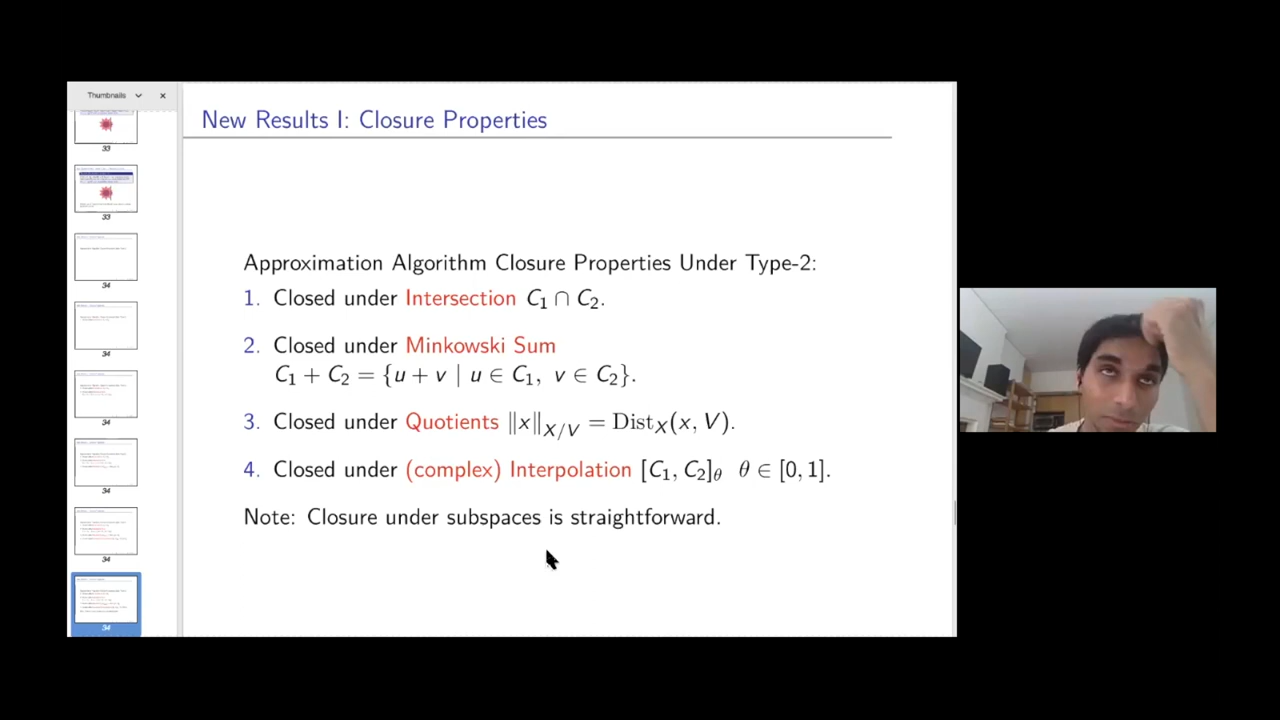 Thumbnails
New Results I: Closure Properties
33
33
34
34
34
34
34
34
Approximation Algorithm Closure Properties Under Type-2:
1. Closed under Intersection C₁ ∩ C₂.
2. Closed under Minkowski Sum
C₁ + C₂ = {u + v | u ∈ C₁, v ∈ C₂}.
3. Closed under Quotients ‖x‖_{X/V} = Dist_X(x, V).
4. Closed under (complex) Interpolation [C₁, C₂]_θ θ ∈ [0, 1].
Note: Closure under subspaces is straightforward.